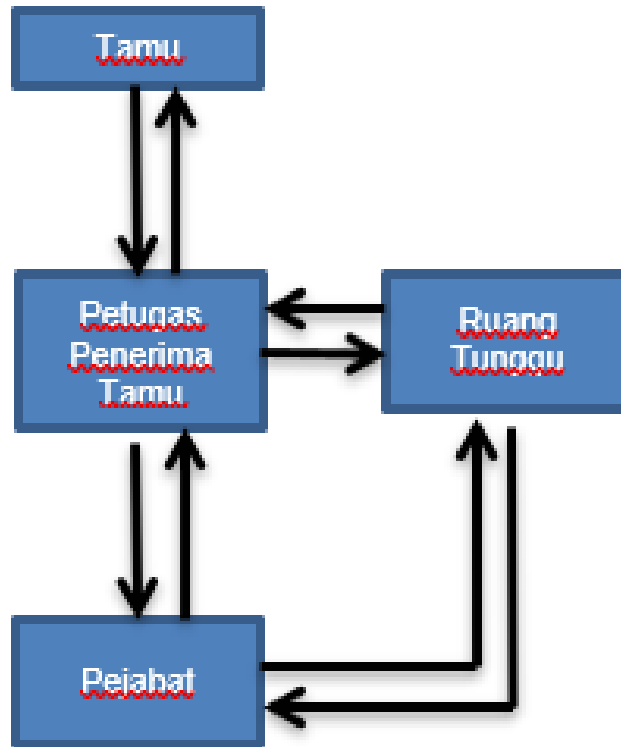 Tamu
Petugas
Penerima
Tamu
Ruang
Tunggu
Pejabat